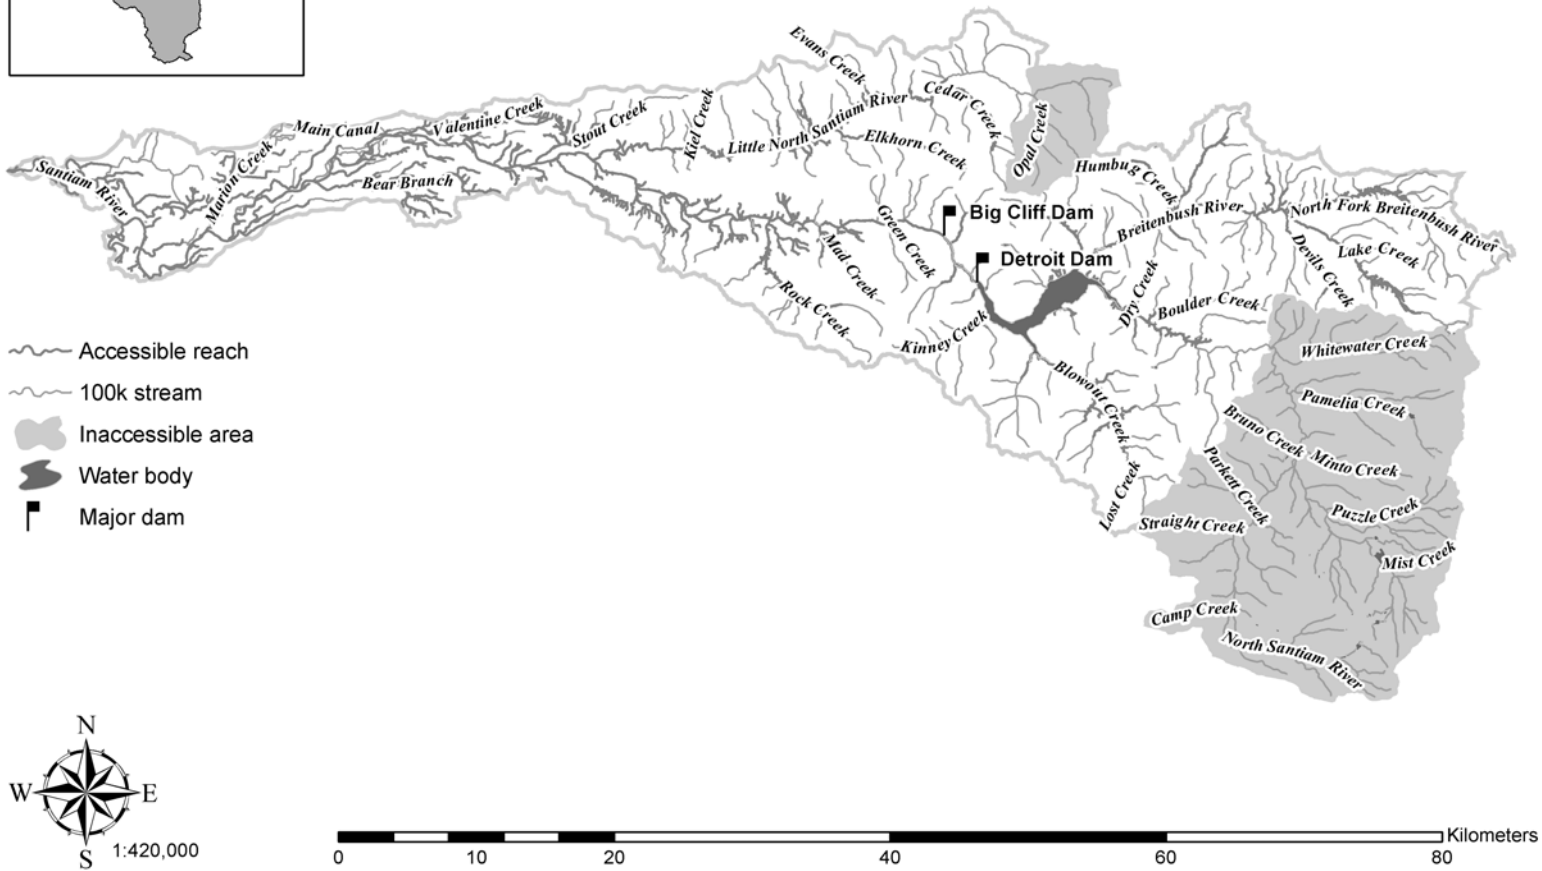 Evans Creek
Cedar Creek
Main Canal
Valentine Creek
Stout Creek
Kiel Creek
Little North Santiam River
Elkhorn Creek
Opal Creek
Santiam River
Marion Creek
Bear Branch
Humbug Creek
Big Cliff Dam
Green Creek
Breitenbush River
North Fork Breitenbush River
Mad Creek
Detroit Dam
Devils Creek
Lake Creek
Rock Creek
Dry Creek
Boulder Creek
Kinney Creek
Whitewater Creek
Accessible reach
100k stream
Inaccessible area
Water body
Major dam
Blowout Creek
Pamelia Creek
Bruno Creek
Minto Creek
Lost Creek
Parkett Creek
Puzzle Creek
Straight Creek
Mist Creek
Camp Creek
North Santiam River
N
W
E
S
1:420,000
Kilometers
0
10
20
40
60
80